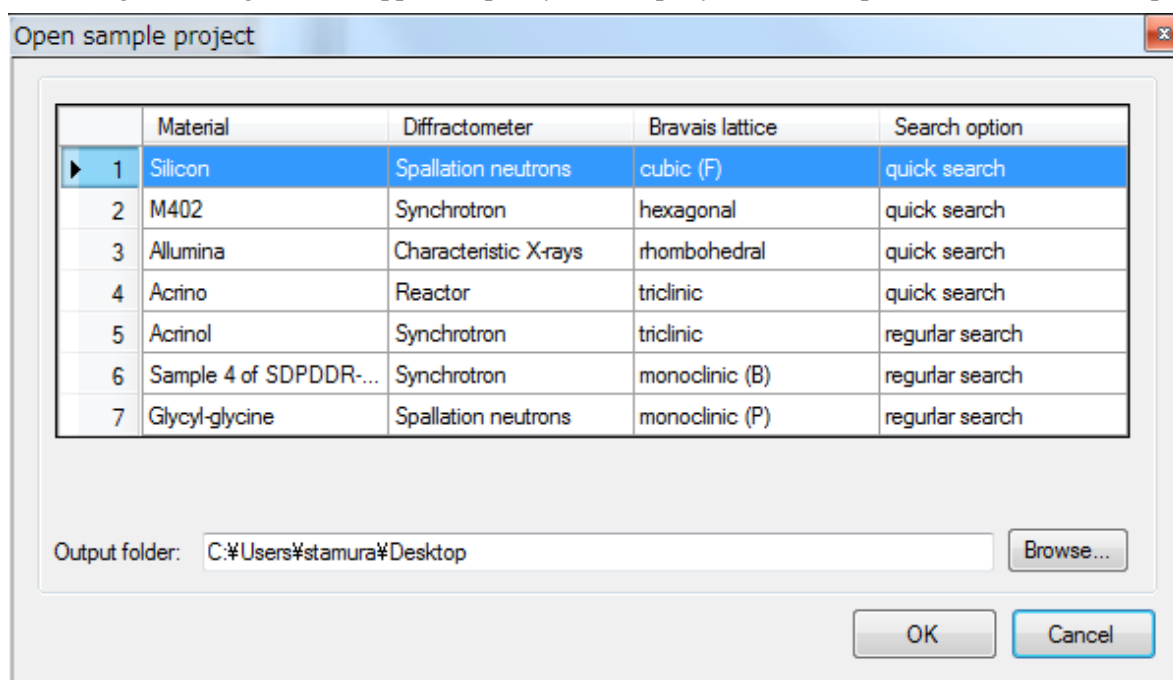 Open sample project
Material Diffractometer Bravais lattice Search option
1 Silicon Spallation neutrons cubic (F) quick search
2 M402 Synchrotron hexagonal quick search
3 Allumina Characteristic X-rays rhombohedral quick search
4 Acrino Reactor triclinic quick search
5 Acrinol Synchrotron triclinic regurlar search
6 Sample 4 of SDPDDR-... Synchrotron monoclinic (B) regurlar search
7 Glycyl-glycine Spallation neutrons monoclinic (P) regurlar search
Output folder: C:¥Users¥stamura¥Desktop Browse...
OK Cancel